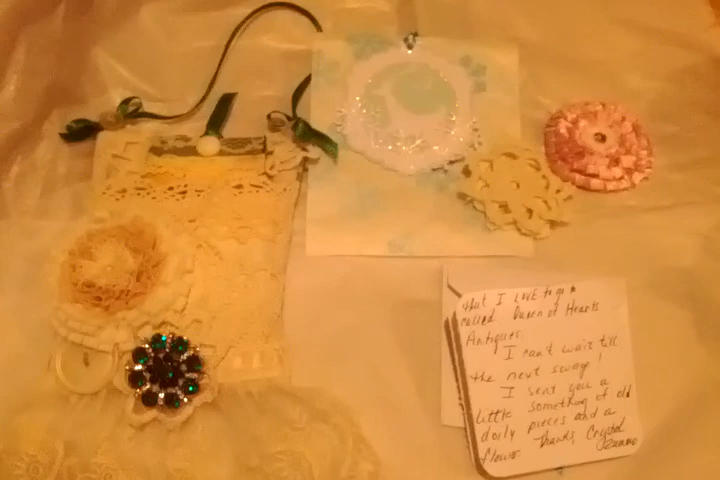 that I LOVE to go to
called Queen of Hearts
Antiques.
I can't wait till
the next swap!
I sent you a
little something of old
doily pieces and a
flower Thanks, Crystal